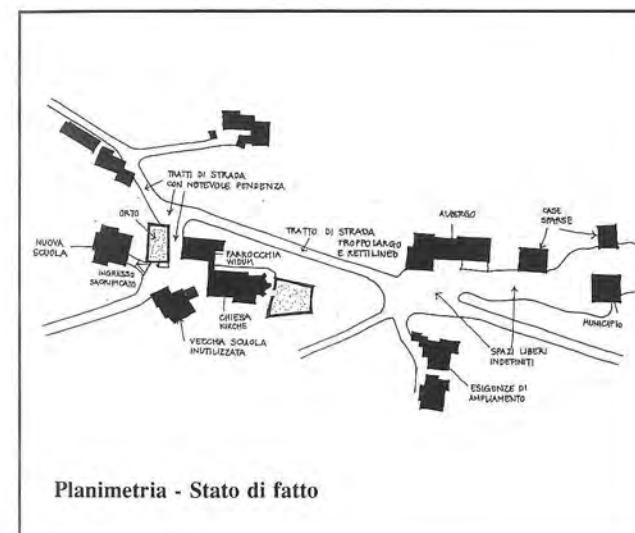 TRATTI DI STRADA
CON NOTEVOLE PENDENZA
ORTO
NUOVA
SCUOLA
INGRESSO
SACRIFICATO
PARROCCHIA
WIDUM
CHIESA
KIRCHE
VECCHIA SCUOLA
INUTILIZZATA
TRATTO DI STRADA
TROPPO LARGO
E RETTILINEO
ALBERGO
CASE
SPARSE
MUNICIPIO
SPAZI LIBERI
INDEFINITI
ESIGENZE DI
AMPLIAMENTO
Planimetria - Stato di fatto